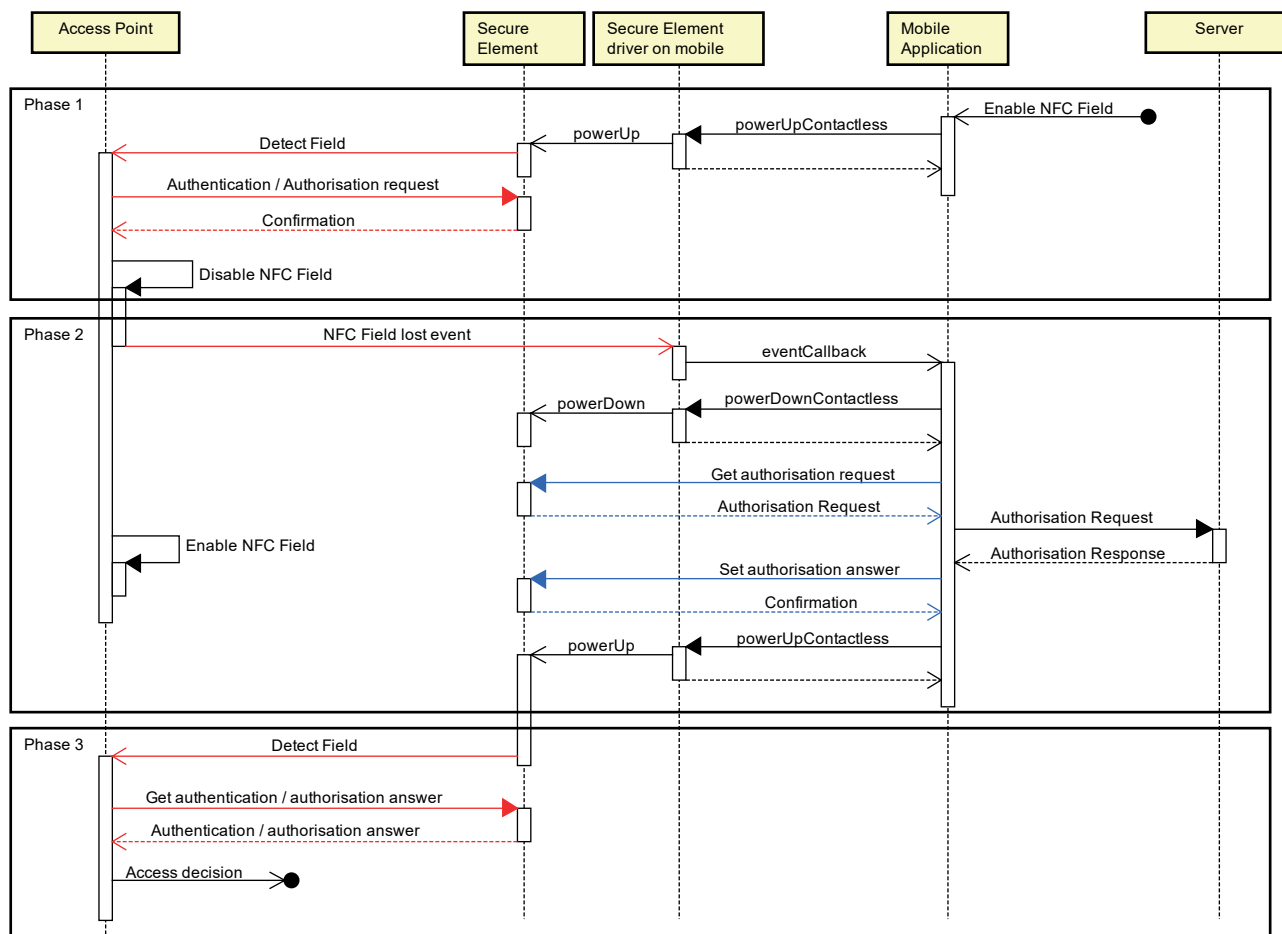 Access Point
Secure
Element
Secure Element
driver on mobile
Mobile
Application
Server
Phase 1
Enable NFC Field
powerUpContactless
powerUp
Detect Field
Authentication / Authorisation request
Confirmation
Disable NFC Field
Phase 2
NFC Field lost event
eventCallback
powerDownContactless
powerDown
Get authorisation request
Authorisation Request
Authorisation Request
Enable NFC Field
Authorisation Response
Set authorisation answer
Confirmation
powerUpContactless
powerUp
Phase 3
Detect Field
Get authentication / authorisation answer
Authentication / authorisation answer
Access decision